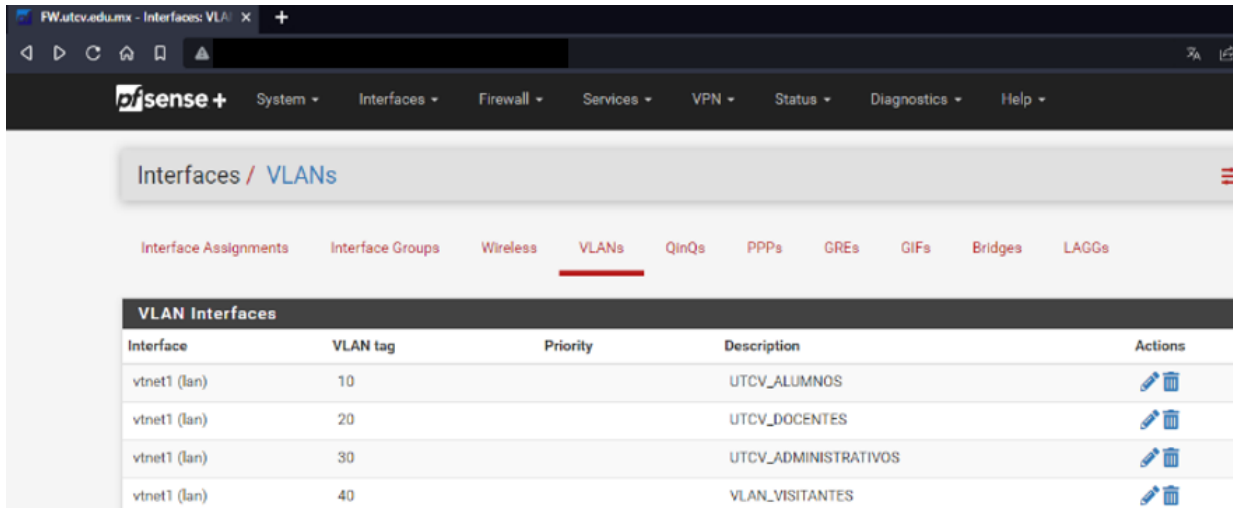 FW.utcv.edu.mx - Interfaces: VLA
pfsense+ System Interfaces Firewall Services VPN Status Diagnostics Help
Interfaces / VLANs
Interface Assignments Interface Groups Wireless VLANs QinQs PPPs GREs GIFs Bridges LAGGs
VLAN Interfaces
Interface VLAN tag Priority Description Actions
vtnet1 (lan) 10 UTCV_ALUMNOS
vtnet1 (lan) 20 UTCV_DOCENTES
vtnet1 (lan) 30 UTCV_ADMINISTRATIVOS
vtnet1 (lan) 40 VLAN_VISITANTES